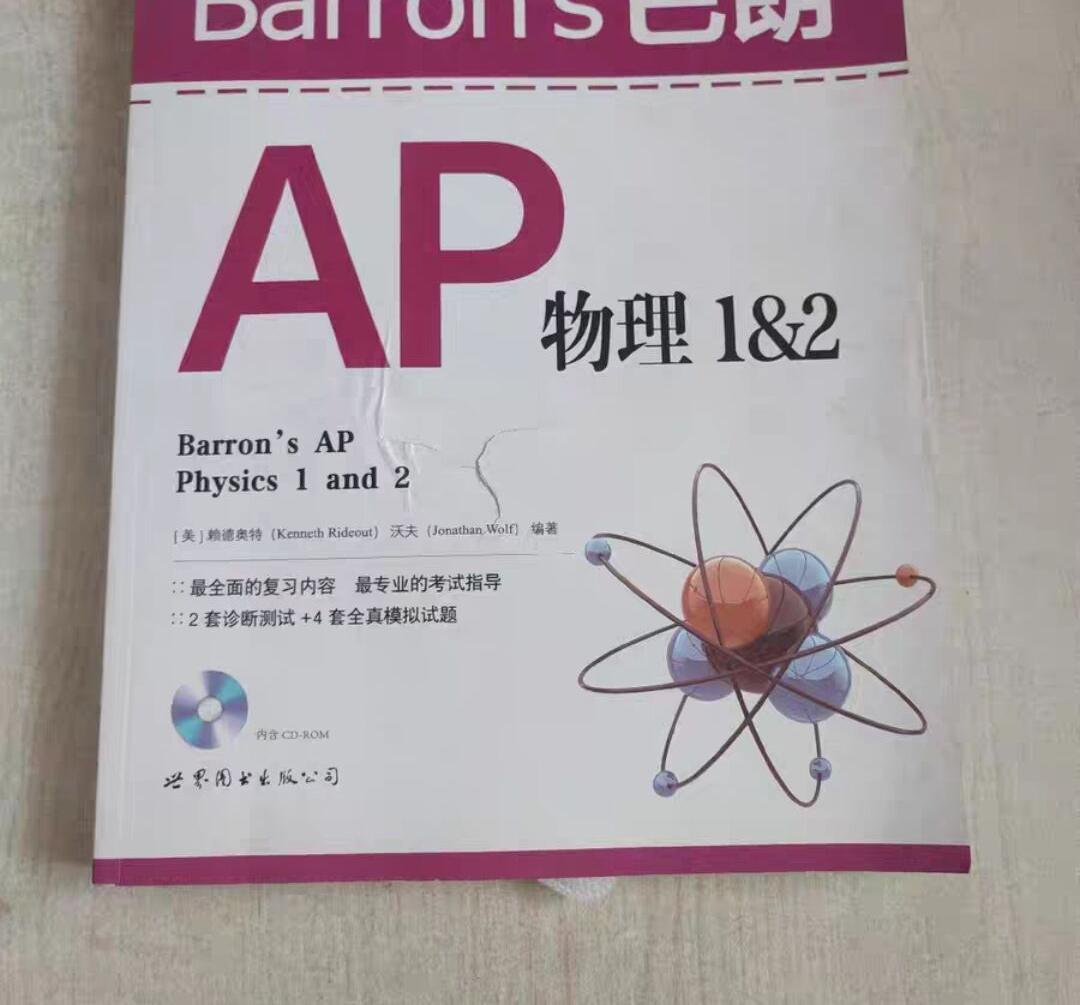 Barron's 巴朗
AP
物理 1&2
Barron's AP
Physics 1 and 2
[美] 赖德奥特 (Kenneth Rideout) 沃夫 (Jonathan Wolf) 编著
:: 最全面的复习内容 最专业的考试指导
:: 2 套诊断测试 +4 套全真模拟试题
内含 CD-ROM
世界图书出版公司